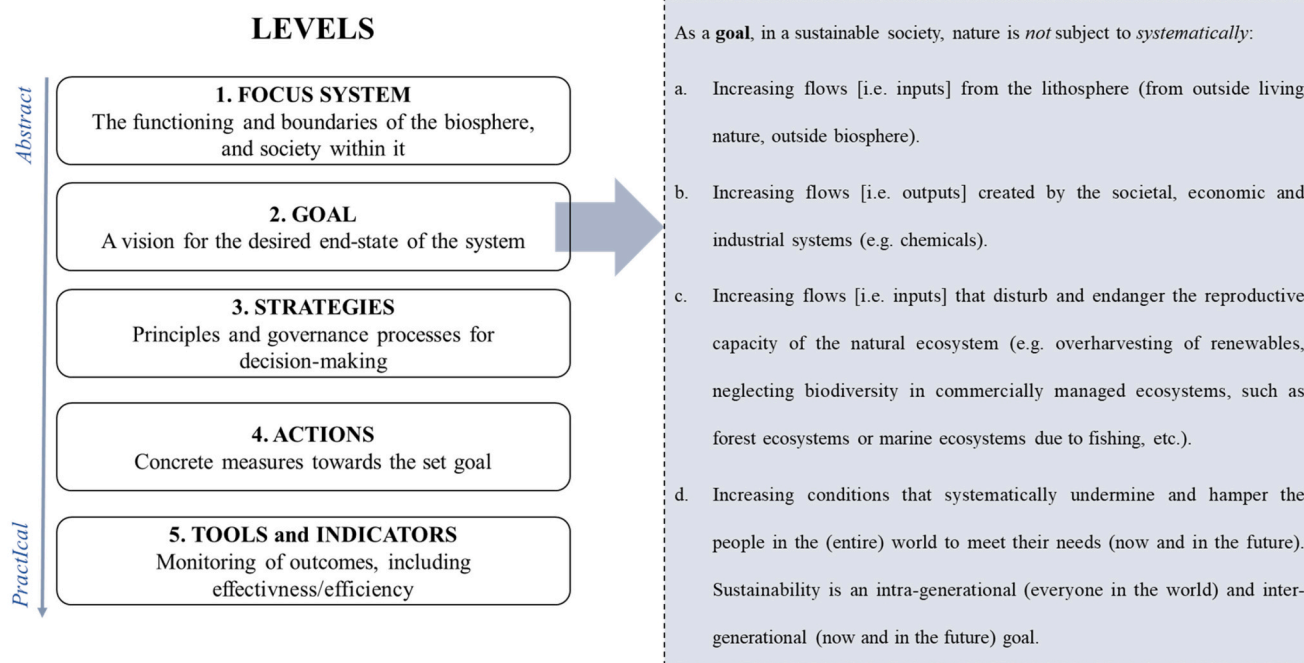 LEVELS
Abstract
1. FOCUS SYSTEM
The functioning and boundaries of the biosphere,
and society within it
2. GOAL
A vision for the desired end-state of the system
3. STRATEGIES
Principles and governance processes for
decision-making
4. ACTIONS
Concrete measures towards the set goal
5. TOOLS and INDICATORS
Monitoring of outcomes, including
effectivness/efficiency
PractIcal
As a goal, in a sustainable society, nature is not subject to systematically:
a. Increasing flows [i.e. inputs] from the lithosphere (from outside living
nature, outside biosphere).
b. Increasing flows [i.e. outputs] created by the societal, economic and
industrial systems (e.g. chemicals).
c. Increasing flows [i.e. inputs] that disturb and endanger the reproductive
capacity of the natural ecosystem (e.g. overharvesting of renewables,
neglecting biodiversity in commercially managed ecosystems, such as
forest ecosystems or marine ecosystems due to fishing, etc.).
d. Increasing conditions that systematically undermine and hamper the
people in the (entire) world to meet their needs (now and in the future).
Sustainability is an intra-generational (everyone in the world) and inter-
generational (now and in the future) goal.